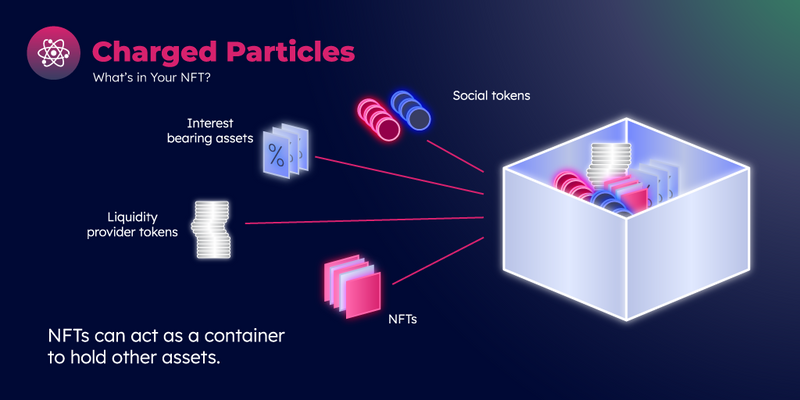 Charged Particles
What's in Your NFT?
Social tokens
Interest
bearing assets
%
Liquidity
provider tokens
NFTs
NFTs can act as a container
to hold other assets.